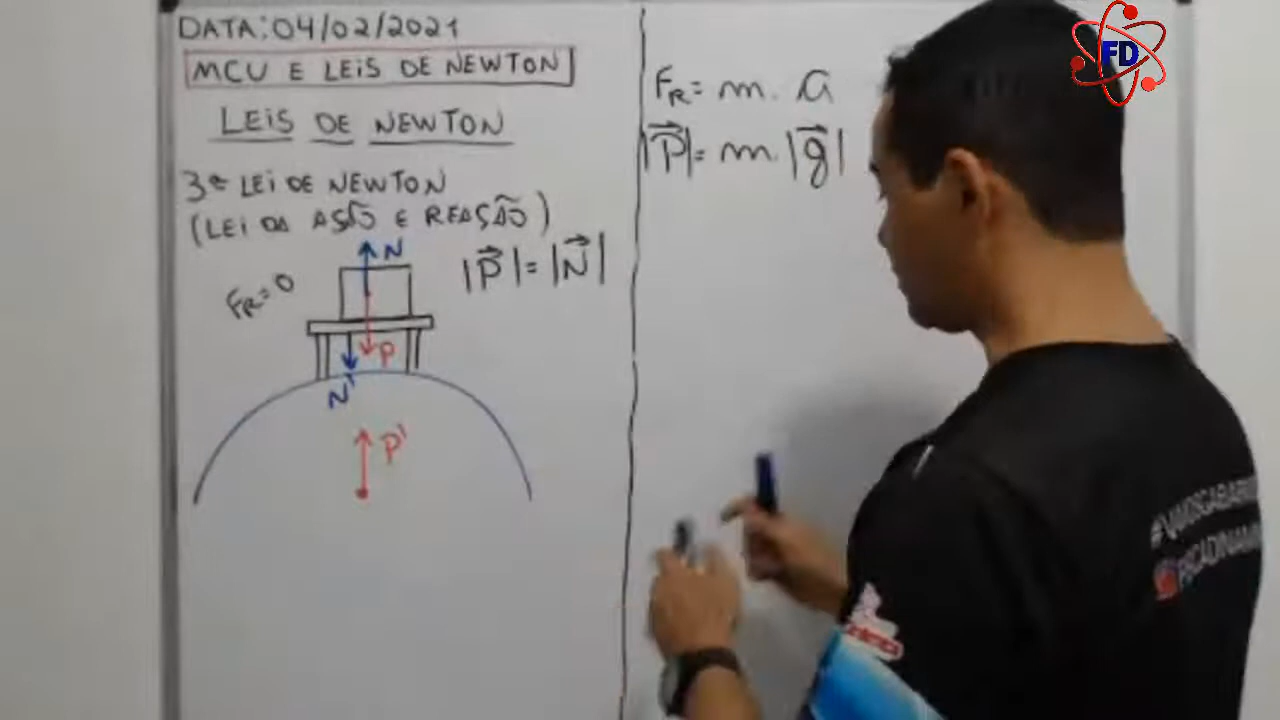 DATA: 04/02/2021
MCU E LEIS DE NEWTON
LEIS DE NEWTON
3ª LEI DE NEWTON
(LEI DA AÇÃO E REAÇÃO)
N
|P⃗|=|N⃗|
FR=0
P
N'
P'
FR= m. a
|P⃗|= m.|g⃗|
FD